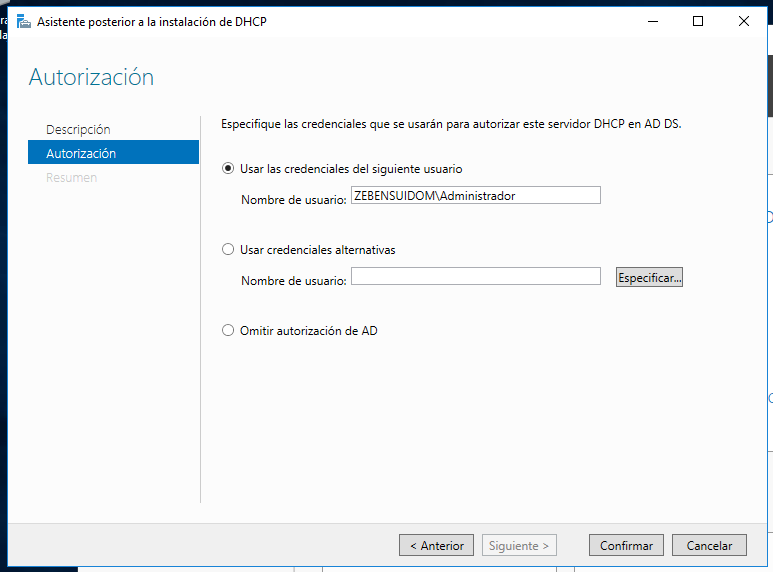 Asistente posterior a la instalación de DHCP
Autorización
Descripción
Autorización
Resumen
Especifique las credenciales que se usarán para autorizar este servidor DHCP en AD DS.
Usar las credenciales del siguiente usuario
Nombre de usuario: ZEBENSUIDOM\Administrador
Usar credenciales alternativas
Nombre de usuario: Especificar...
Omitir autorización de AD
< Anterior Siguiente > Confirmar Cancelar